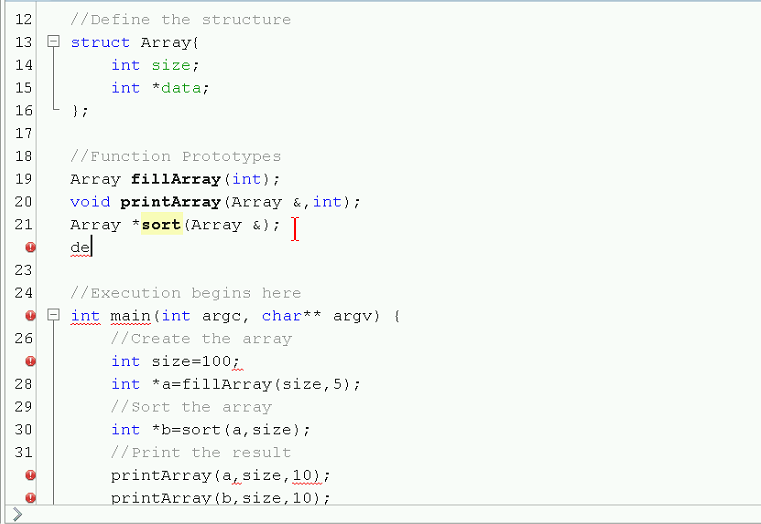 12 //Define the structure
13 struct Array{
14 int size;
15 int *data;
16 };
17
18 //Function Prototypes
19 Array fillArray(int);
20 void printArray(Array &,int);
21 Array *sort(Array &);
de
23
24 //Execution begins here
int main(int argc, char** argv) {
26 //Create the array
int size=100;
28 int *a=fillArray(size,5);
29 //Sort the array
30 int *b=sort(a,size);
31 //Print the result
printArray(a,size,10);
printArray(b,size,10);